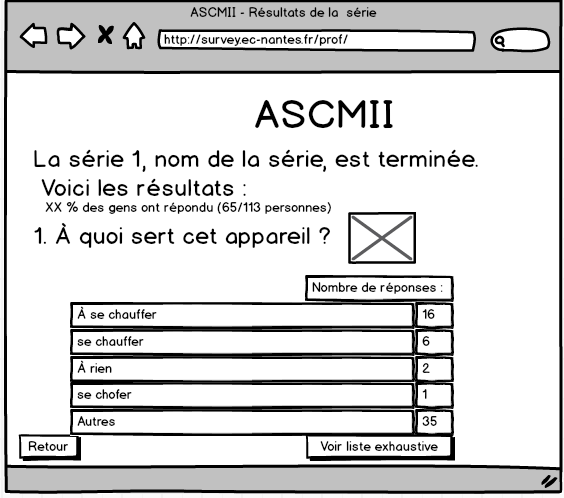 ASCMII - Résultats de la série
http://survey.ec-nantes.fr/prof/
ASCMII
La série 1, nom de la série, est terminée.
Voici les résultats :
XX % des gens ont répondu (65/113 personnes)
1. À quoi sert cet appareil ?
Nombre de réponses :
À se chauffer 16
se chauffer 6
À rien 2
se chofer 1
Autres 35
Retour Voir liste exhaustive